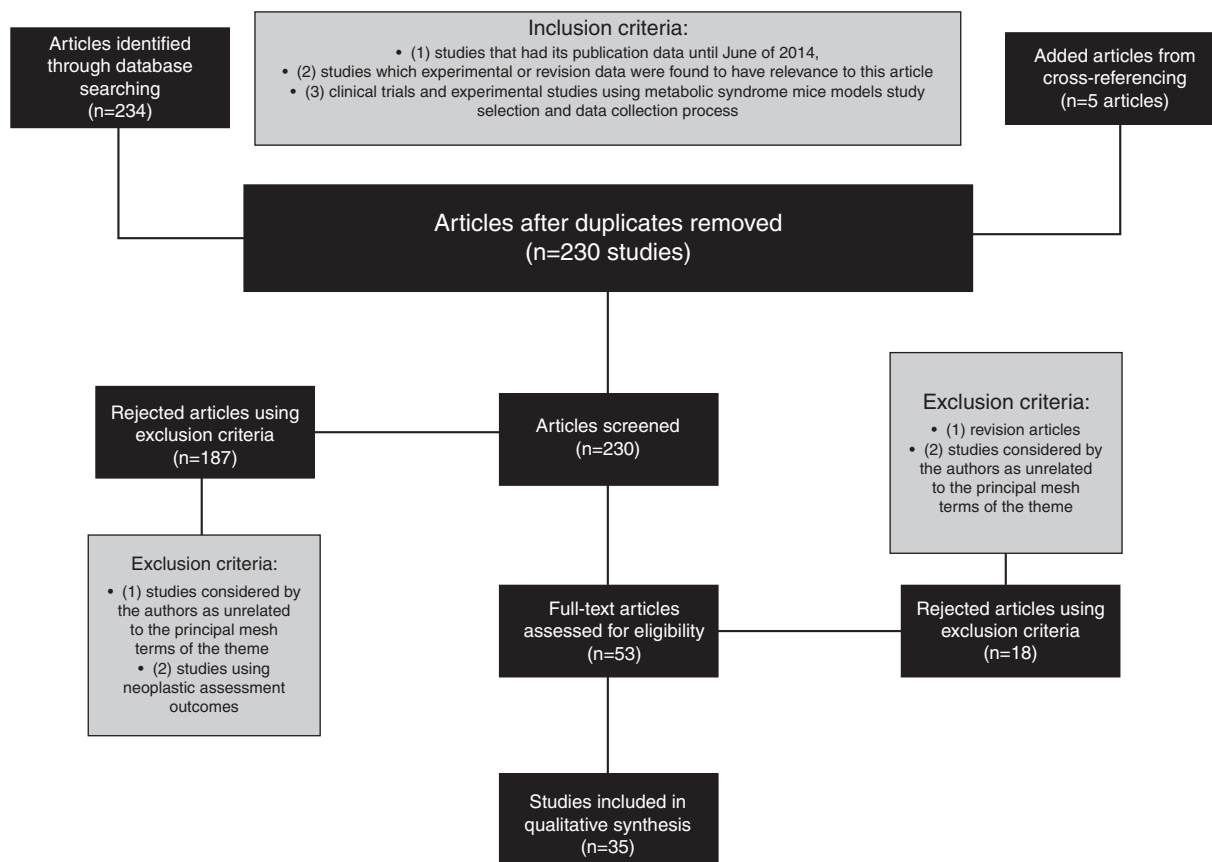 Articles identified
through database
searching
(n=234)
Inclusion criteria:
• (1) studies that had its publication data until June of 2014,
• (2) studies which experimental or revision data were found to have relevance to this article
• (3) clinical trials and experimental studies using metabolic syndrome mice models study
selection and data collection process
Added articles from
cross-referencing
(n=5 articles)
Articles after duplicates removed
(n=230 studies)
Rejected articles using
exclusion criteria
(n=187)
Articles screened
(n=230)
Exclusion criteria:
• (1) revision articles
• (2) studies considered by
the authors as unrelated
to the principal mesh
terms of the theme
Exclusion criteria:
• (1) studies considered by
the authors as unrelated
to the principal mesh
terms of the theme
• (2) studies using
neoplastic assessment
outcomes
Full-text articles
assessed for eligibility
(n=53)
Rejected articles using
exclusion criteria
(n=18)
Studies included in
qualitative synthesis
(n=35)